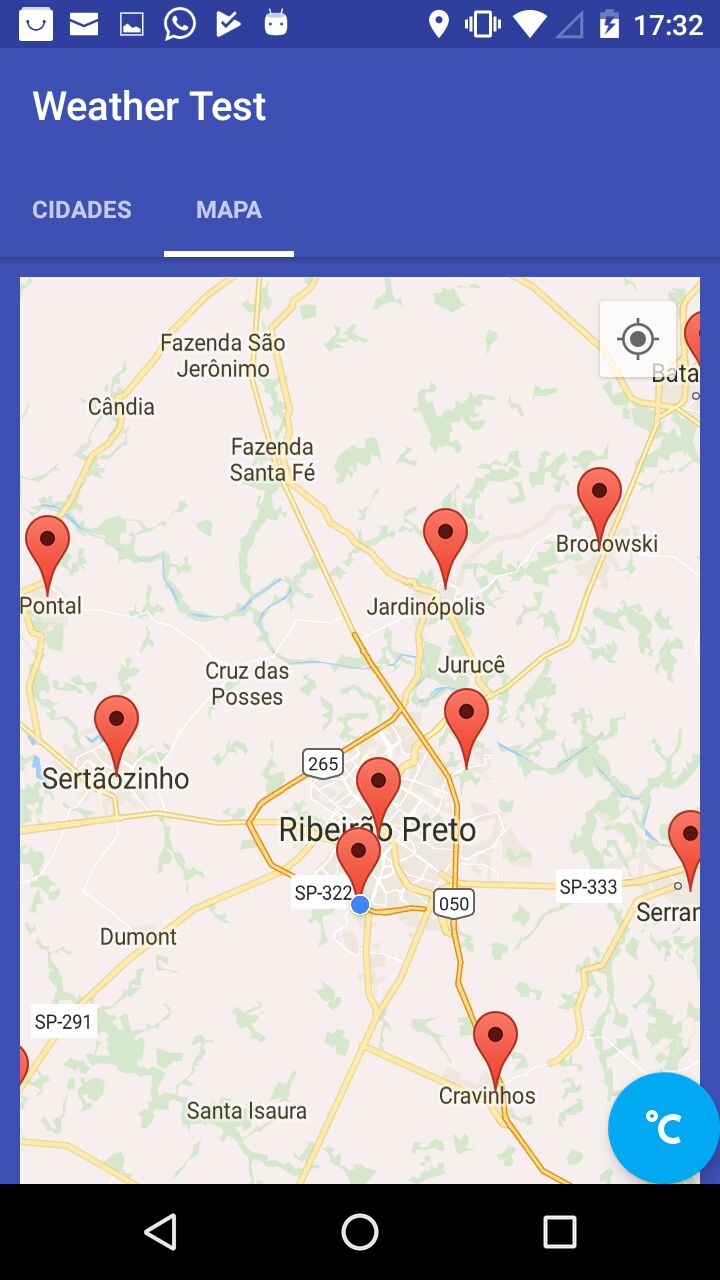 17:32
Weather Test
CIDADES
MAPA
Fazenda São
Jerônimo
Bata
Cândia
Fazenda
Santa Fé
Brodowski
Pontal
Jardinópolis
Jurucê
Cruz das
Posses
265
Sertãozinho
Ribeirão Preto
SP-322
SP-333
050
Serrar
Dumont
SP-291
Cravinhos
Santa Isaura
°C